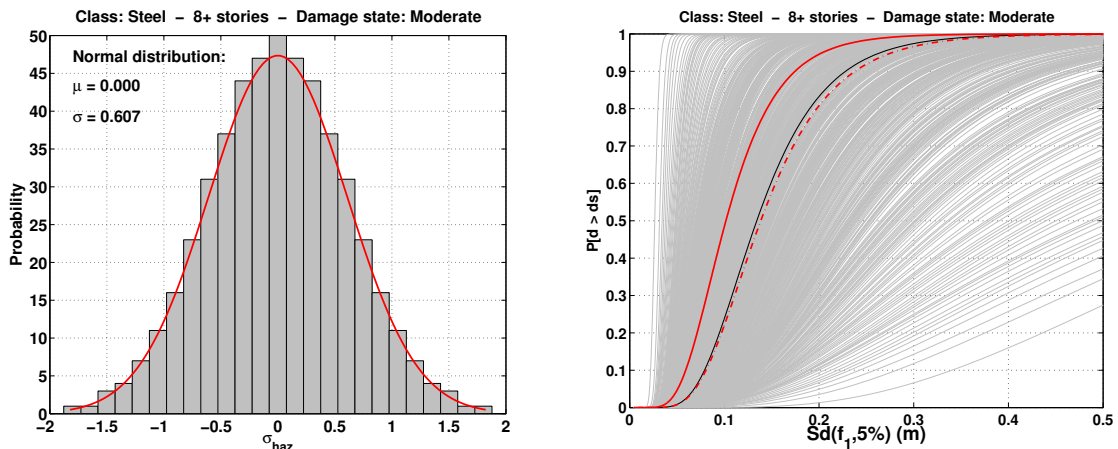 Class: Steel – 8+ stories – Damage state: Moderate
50
45
40
35
30
25
20
15
10
5
0
Probability
Normal distribution:
μ = 0.000
σ = 0.607
−2 −1.5 −1 −0.5 0 0.5 1 1.5 2
σhaz
Class: Steel – 8+ stories – Damage state: Moderate
1
0.9
0.8
0.7
0.6
0.5
0.4
0.3
0.2
0.1
0
P[d > ds]
0 0.1 0.2 0.3 0.4 0.5
Sd(f1,5%) (m)